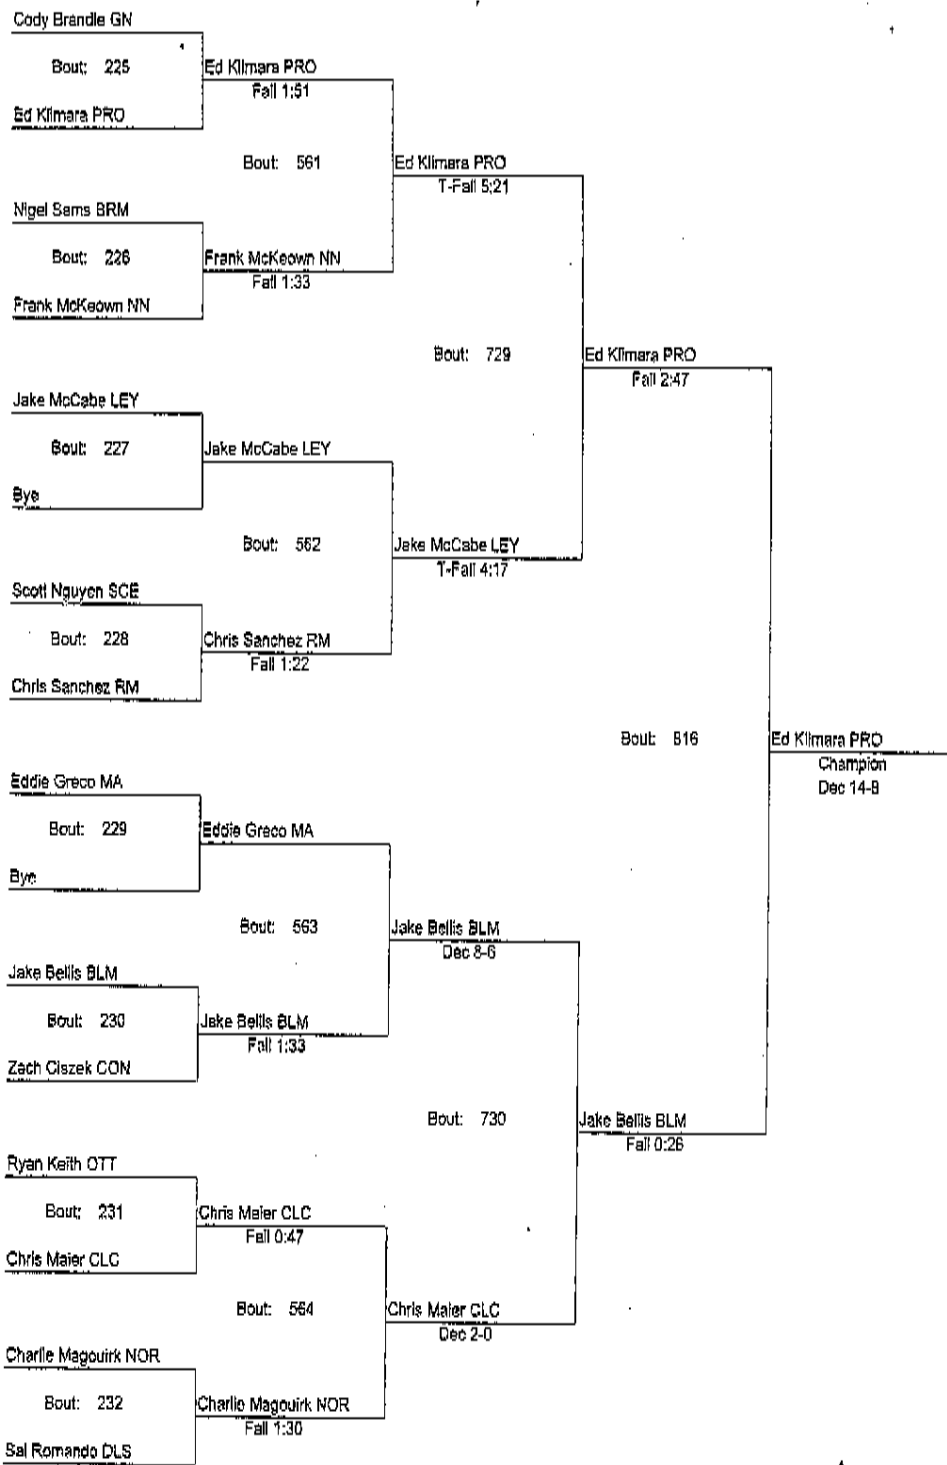 Cody Brandle GN
Bout: 225
Ed Klimara PRO
Fall 1:51
Ed Klimara PRO
Bout: 561
Ed Klimara PRO
T-Fall 5:21
Nigel Sams BRM
Bout: 226
Frank McKeown NN
Fall 1:33
Frank McKeown NN
Bout: 729
Ed Klimara PRO
Fall 2:47
Jake McCabe LEY
Bout: 227
Jake McCabe LEY
Bye
Bout: 562
Jake McCabe LEY
T-Fall 4:17
Scott Nguyen SCE
Bout: 228
Chris Sanchez RM
Fall 1:22
Chris Sanchez RM
Bout: 816
Ed Klimara PRO
Champion
Dec 14-8
Eddie Greco MA
Bout: 229
Eddie Greco MA
Bye
Bout: 563
Jake Bellis BLM
Dec 8-6
Jake Bellis BLM
Bout: 230
Jake Bellis BLM
Fall 1:33
Zach Ciszek CON
Bout: 730
Jake Bellis BLM
Fall 0:26
Ryan Keith OTT
Bout: 231
Chris Maier CLC
Fall 0:47
Chris Maier CLC
Bout: 564
Chris Maier CLC
Dec 2-0
Charlie Magouirk NOR
Bout: 232
Charlie Magouirk NOR
Fall 1:30
Sal Romando DLS